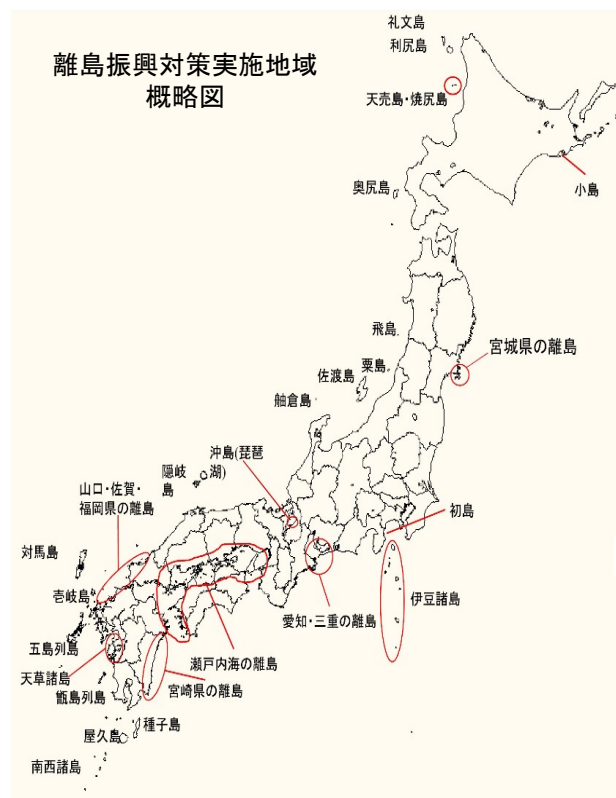 離島振興対策実施地域
概略図
礼文島
利尻島
天売島・焼尻島
小島
奥尻島
飛島
宮城県の離島
粟島
佐渡島
舳倉島
沖島(琵琶
湖)
隠岐
島
山口・佐賀・
福岡県の離島
初島
対馬島
壱岐島
伊豆諸島
愛知・三重の離島
五島列島
瀬戸内海の離島
天草諸島
宮崎県の離島
甑島列島
種子島
屋久島
南西諸島